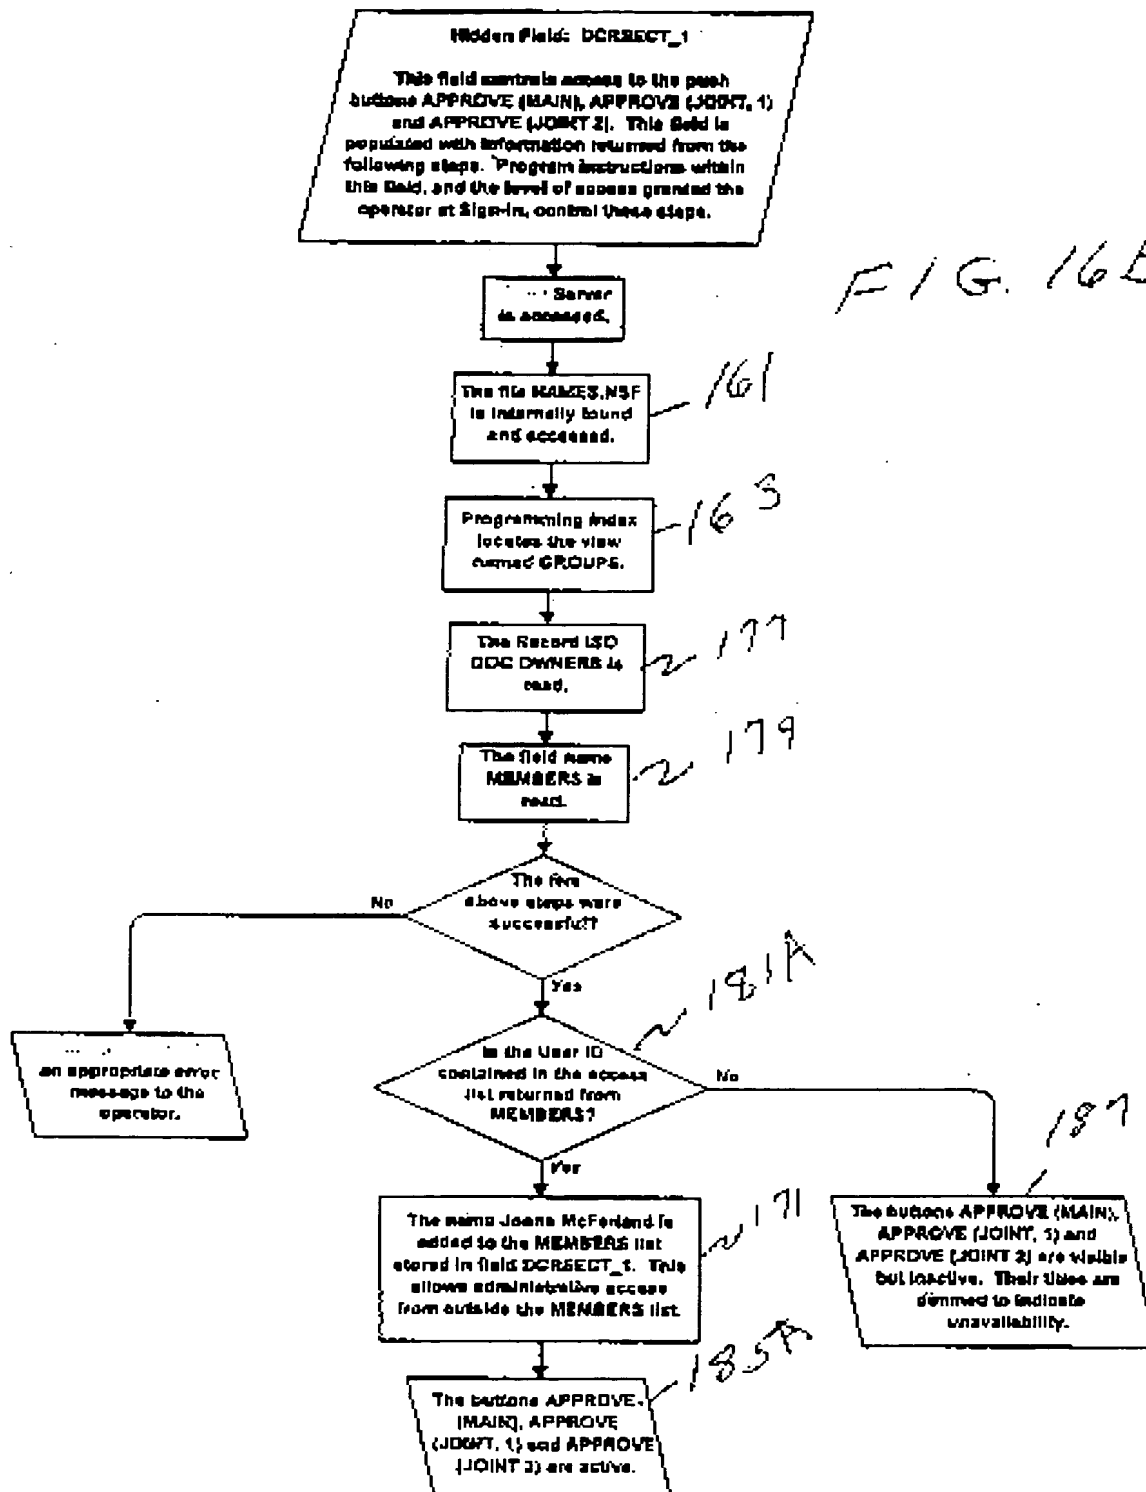 Hidden Field: DCRSECT_1
This field controls access to the push
buttons APPROVE (MAIN), APPROVE (JOINT, 1)
and APPROVE (JOINT 2). This field is
populated with information returned from the
following steps. Program instructions within
this field, and the level of access granted the
operator at Sign-in, control these steps.
FIG. 16B
Server
is accessed.
The file NAMES.NSF
is internally found
and accessed.
161
Programming index
locates the view
named GROUPS.
163
The Record ISD
DOC OWNERS is
read.
177
The field name
MEMBERS is
read.
179
The five
above steps were
successful?
No
Yes
an appropriate error
message to the
operator.
Is the User ID
contained in the access
list returned from
MEMBERS?
181A
No
Yes
The name Joana McFarland is
added to the MEMBERS list
stored in field DCRSECT_1. This
allows administrative access
from outside the MEMBERS list.
171
187
The buttons APPROVE (MAIN),
APPROVE (JOINT, 1) and
APPROVE (JOINT 2) are visible
but inactive. Their titles are
dimmed to indicate
unavailability.
185A
The buttons APPROVE
(MAIN), APPROVE
(JOINT, 1) and APPROVE
(JOINT 2) are active.